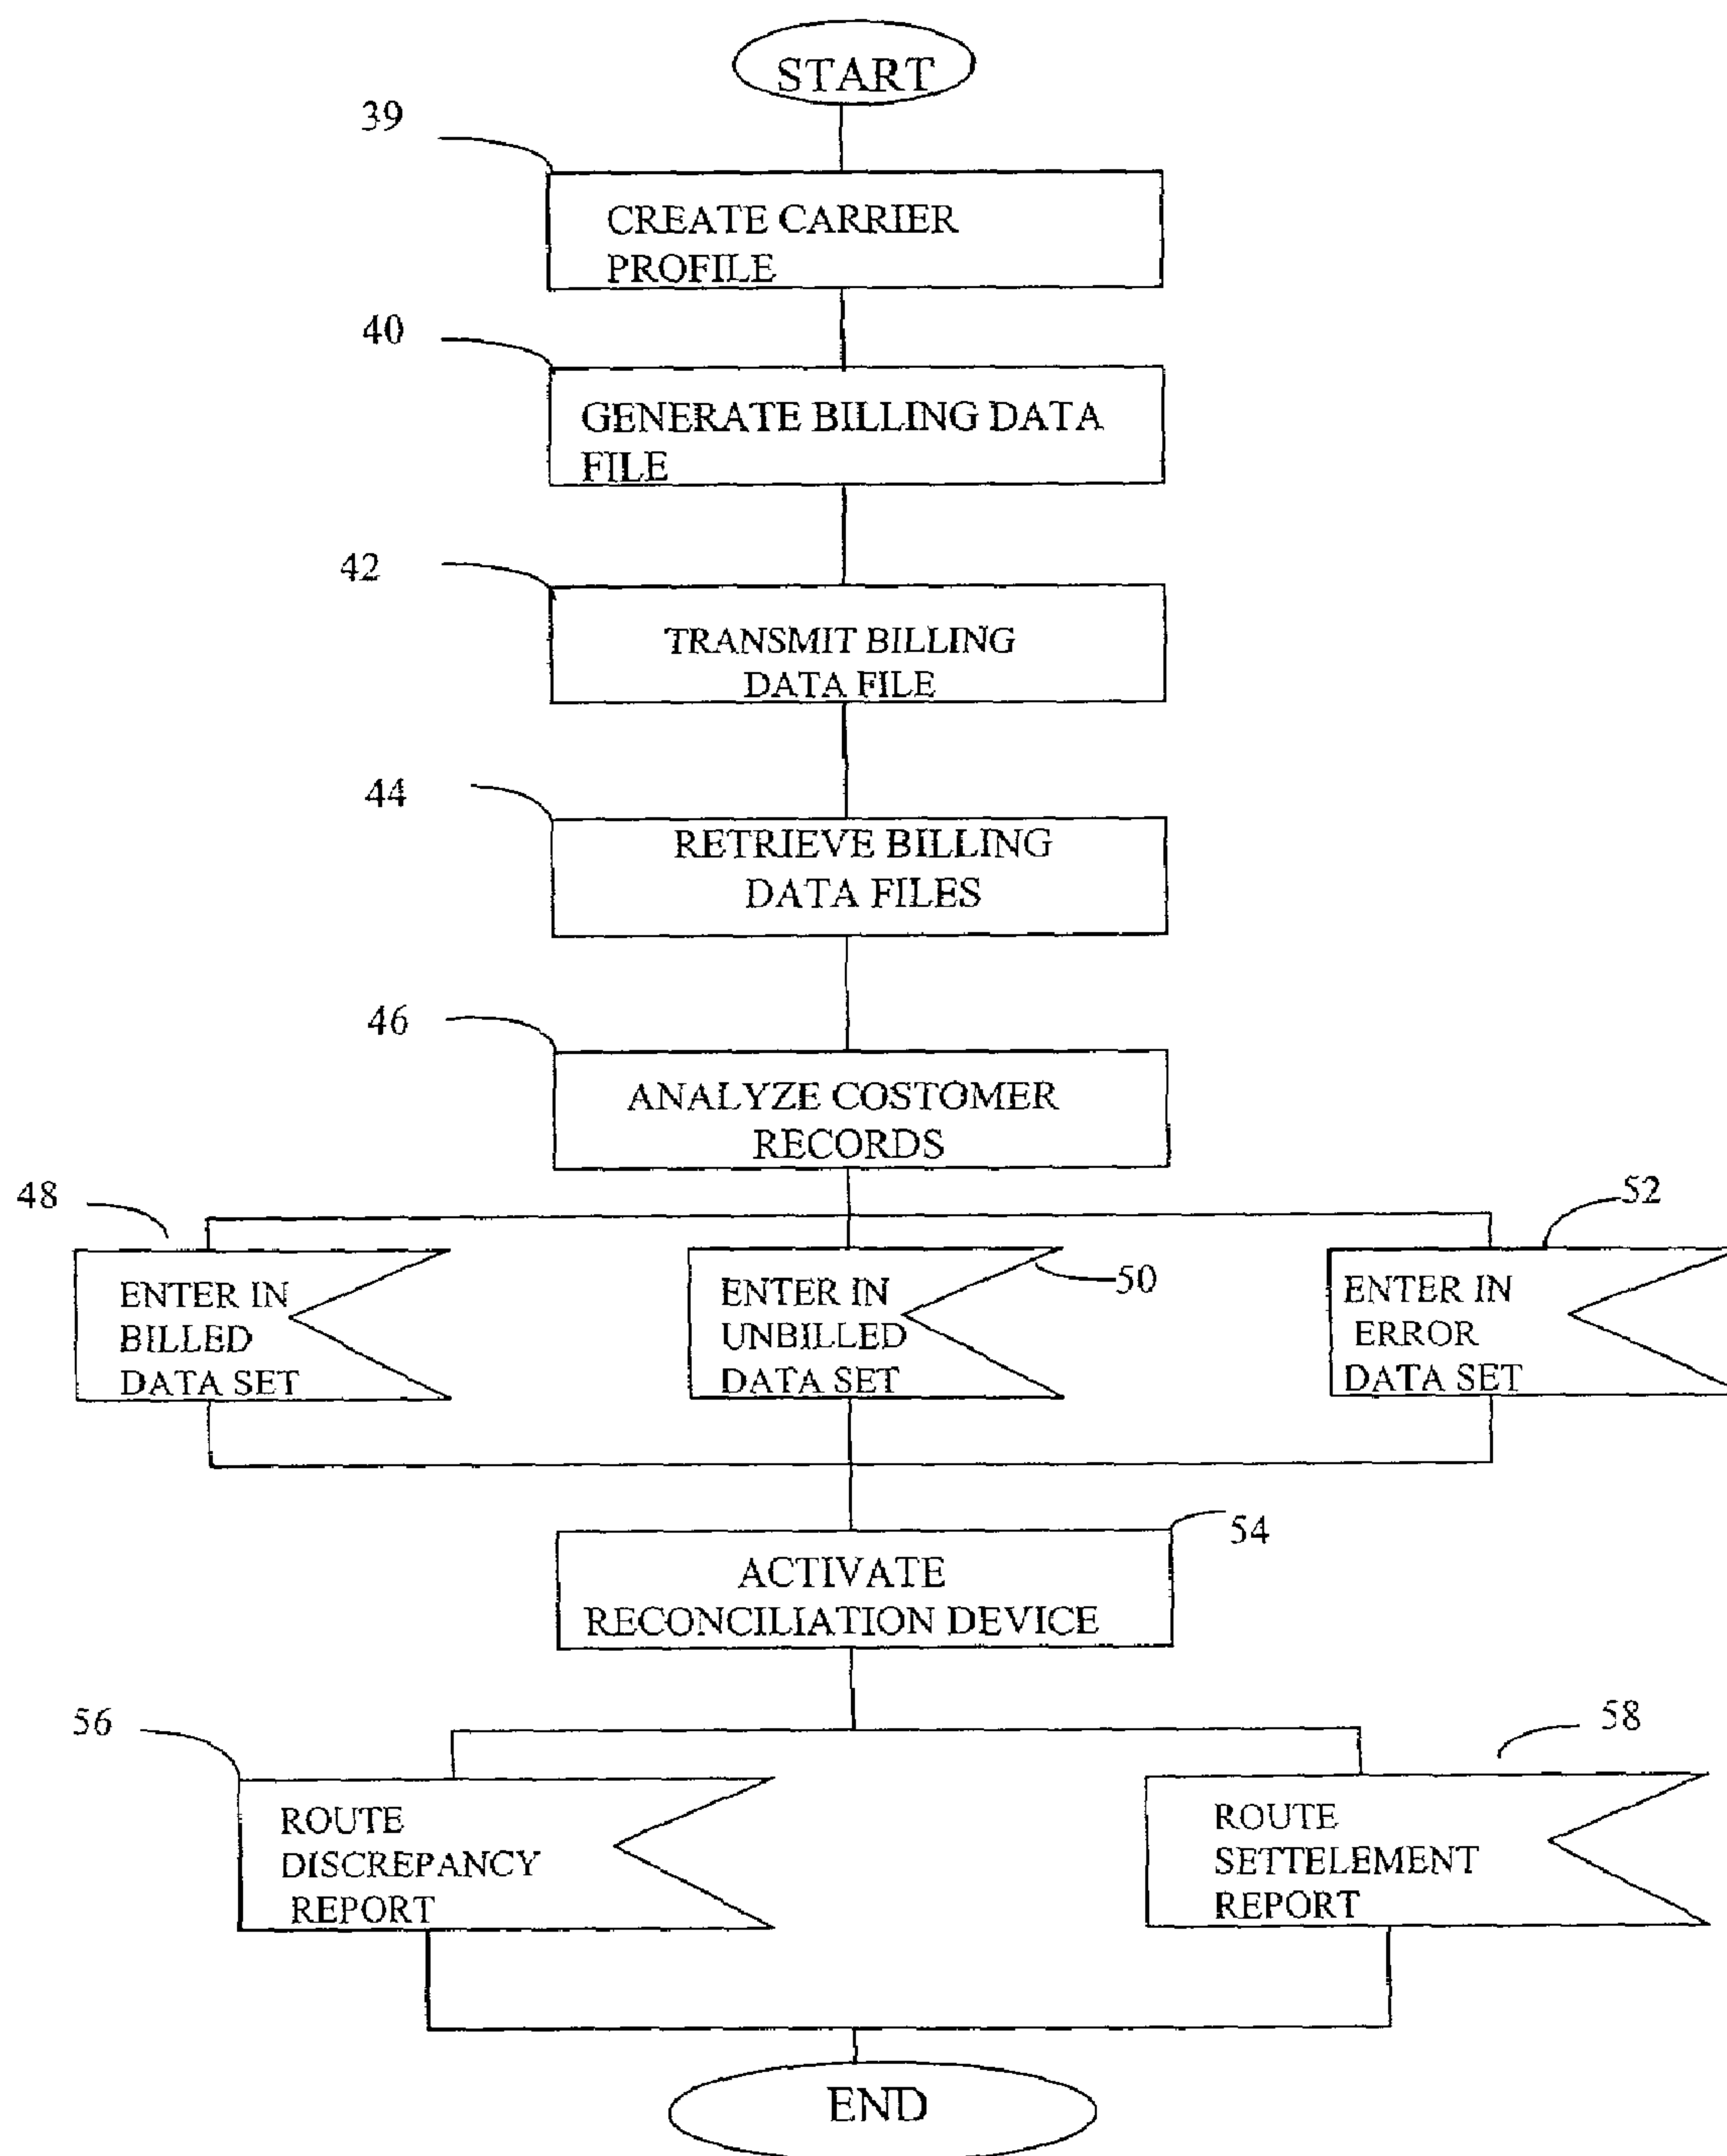 START
39
CREATE CARRIER
PROFILE
40
GENERATE BILLING DATA
FILE
42
TRANSMIT BILLING
DATA FILE
44
RETRIEVE BILLING
DATA FILES
46
ANALYZE COSTOMER
RECORDS
48
ENTER IN
BILLED
DATA SET
50
ENTER IN
UNBILLED
DATA SET
52
ENTER IN
ERROR
DATA SET
54
ACTIVATE
RECONCILIATION DEVICE
56
ROUTE
DISCREPANCY
REPORT
58
ROUTE
SETTELEMENT
REPORT
END